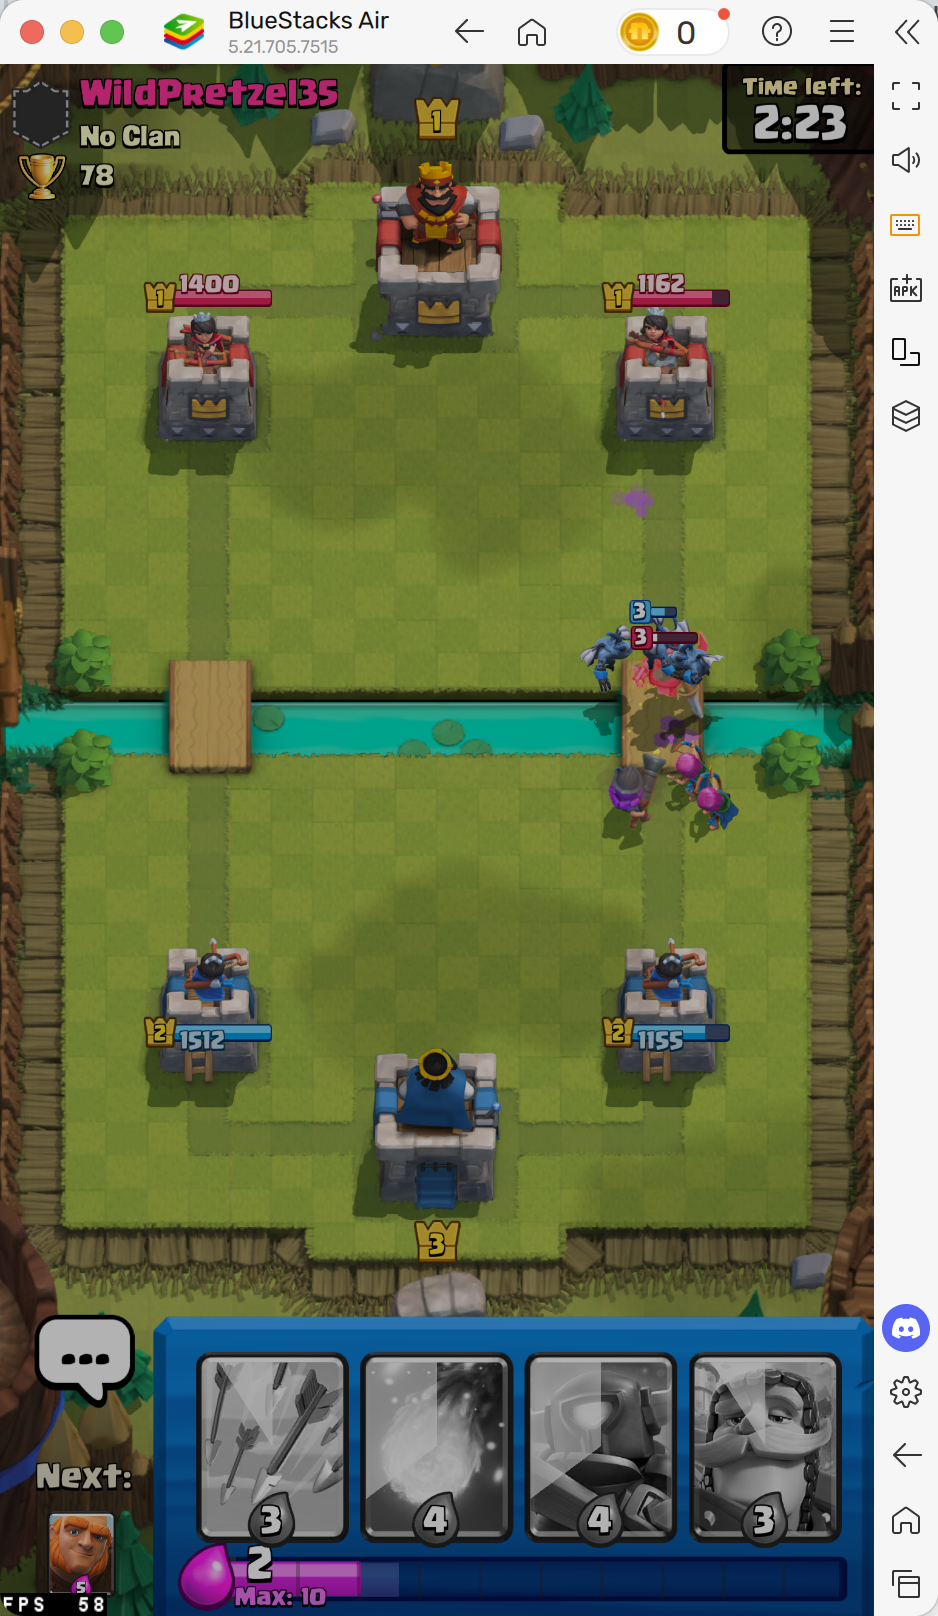 BlueStacks Air
5.21.705.7515
0
WildPretzel35
No Clan
78
1
Time left:
2:23
1
1400
1
1162
3
3
2
1512
2
1155
3
...
Next:
5
3
4
4
3
2
Max: 10
FPS 58
APK